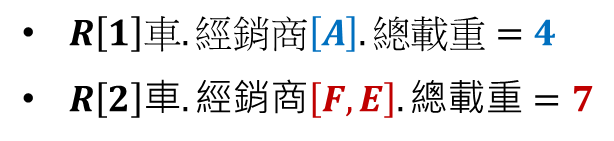 • R[1]車.經銷商[A].總載重 = 4
• R[2]車.經銷商[F,E].總載重 = 7